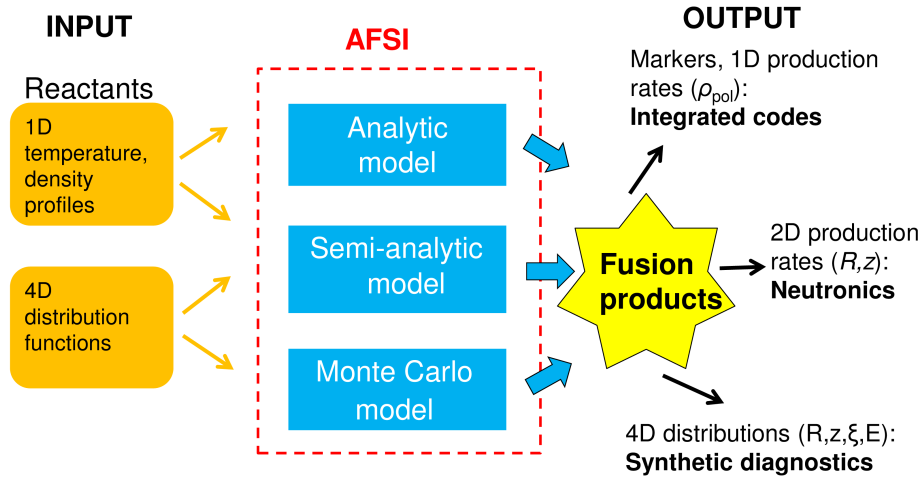 INPUT
Reactants
1D
temperature,
density
profiles
4D
distribution
functions
AFSI
Analytic
model
Semi-analytic
model
Monte Carlo
model
Fusion
products
OUTPUT
Markers, 1D production
rates (ρpol):
Integrated codes
2D production
rates (R,z):
Neutronics
4D distributions (R,z,ξ,E):
Synthetic diagnostics